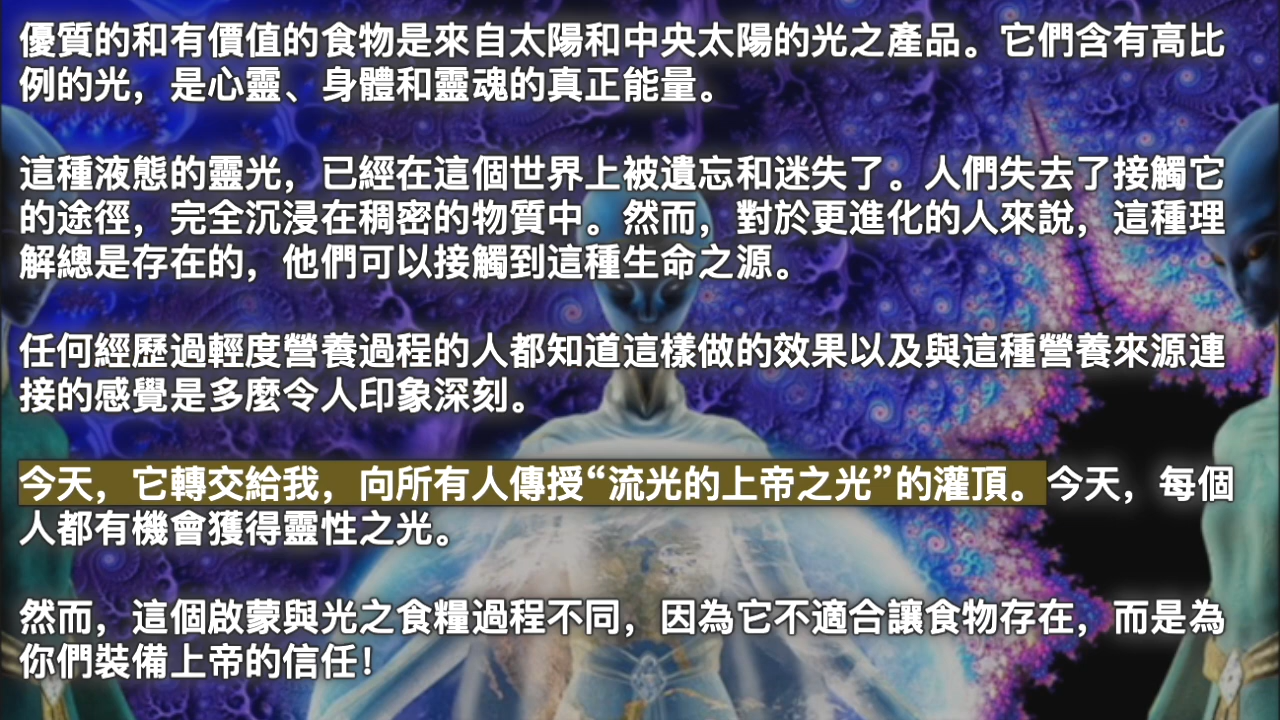 優質的和有價值的食物是來自太陽和中央太陽的光之產品。它們含有高比
例的光，是心靈、身體和靈魂的真正能量。
這種液態的靈光，已經在這個世界上被遺忘和迷失了。人們失去了接觸它
的途徑，完全沉浸在稠密的物質中。然而，對於更進化的人來說，這種理
解總是存在的，他們可以接觸到這種生命之源。
任何經歷過輕度營養過程的人都知道這樣做的效果以及與這種營養來源連
接的感覺是多麼令人印象深刻。
今天，它轉交給我，向所有人傳授“流光的上帝之光”的灌頂。今天，每個
人都有機會獲得靈性之光。
然而，這個啟蒙與光之食糧過程不同，因為它不適合讓食物存在，而是為
你們裝備上帝的信任！